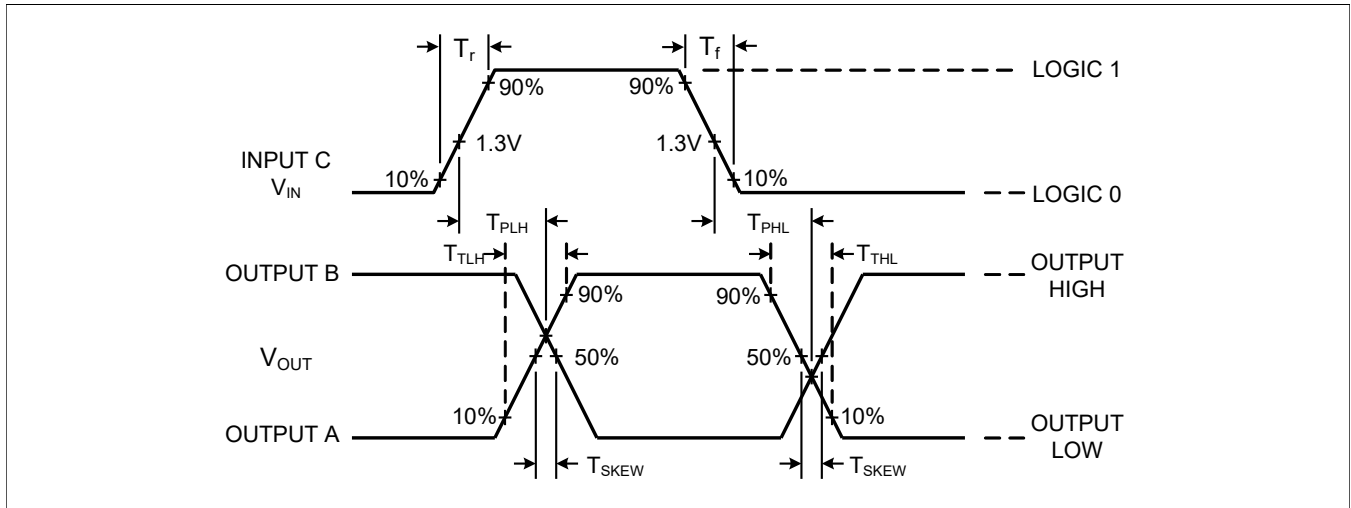 Tr
Tf
90%
90%
LOGIC 1
1.3V
1.3V
INPUT C
VIN
10%
10%
LOGIC 0
TPLH
TPHL
TTLH
TTHL
OUTPUT B
OUTPUT
HIGH
90%
90%
VOUT
50%
50%
10%
10%
OUTPUT A
OUTPUT
LOW
TSKEW
TSKEW